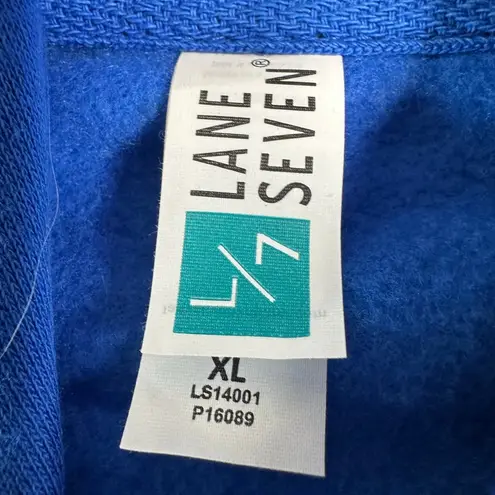 LANE
SEVEN®
L/7
XL
LS14001
P16089